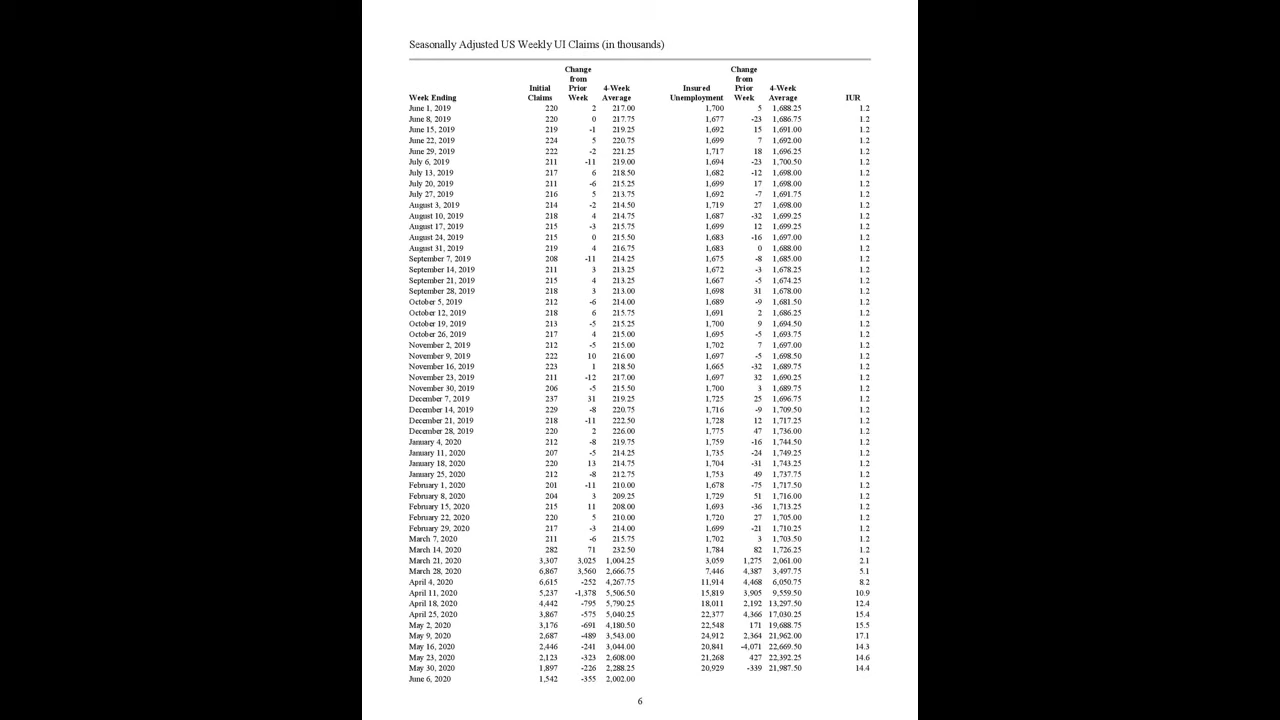 Seasonally Adjusted US Weekly UI Claims (in thousands)
Change Change
from from
Initial Prior 4-Week Insured Prior 4-Week
Week Ending Claims Week Average Unemployment Week Average IUR
June 1, 2019 220 2 217.00 1,700 5 1,688.25 1.2
June 8, 2019 220 0 217.75 1,677 -23 1,686.75 1.2
June 15, 2019 219 -1 219.25 1,692 15 1,691.00 1.2
June 22, 2019 224 5 220.75 1,699 7 1,692.00 1.2
June 29, 2019 222 -2 221.25 1,717 18 1,696.25 1.2
July 6, 2019 211 -11 219.00 1,694 -23 1,700.50 1.2
July 13, 2019 217 6 218.50 1,682 -12 1,698.00 1.2
July 20, 2019 211 -6 215.25 1,699 17 1,698.00 1.2
July 27, 2019 216 5 213.75 1,692 -7 1,691.75 1.2
August 3, 2019 214 -2 214.50 1,719 27 1,698.00 1.2
August 10, 2019 218 4 214.75 1,687 -32 1,699.25 1.2
August 17, 2019 215 -3 215.75 1,699 12 1,699.25 1.2
August 24, 2019 215 0 215.50 1,683 -16 1,697.00 1.2
August 31, 2019 219 4 216.75 1,683 0 1,688.00 1.2
September 7, 2019 208 -11 214.25 1,675 -8 1,685.00 1.2
September 14, 2019 211 3 213.25 1,672 -3 1,678.25 1.2
September 21, 2019 215 4 213.25 1,667 -5 1,674.25 1.2
September 28, 2019 218 3 213.00 1,698 31 1,678.00 1.2
October 5, 2019 212 -6 214.00 1,689 -9 1,681.50 1.2
October 12, 2019 218 6 215.75 1,691 2 1,686.25 1.2
October 19, 2019 213 -5 215.25 1,700 9 1,694.50 1.2
October 26, 2019 217 4 215.00 1,695 -5 1,693.75 1.2
November 2, 2019 212 -5 215.00 1,702 7 1,697.00 1.2
November 9, 2019 222 10 216.00 1,697 -5 1,698.50 1.2
November 16, 2019 223 1 218.50 1,665 -32 1,689.75 1.2
November 23, 2019 211 -12 217.00 1,697 32 1,690.25 1.2
November 30, 2019 206 -5 215.50 1,700 3 1,689.75 1.2
December 7, 2019 237 31 219.25 1,725 25 1,696.75 1.2
December 14, 2019 229 -8 220.75 1,716 -9 1,709.50 1.2
December 21, 2019 218 -11 222.50 1,728 12 1,717.25 1.2
December 28, 2019 220 2 226.00 1,775 47 1,736.00 1.2
January 4, 2020 212 -8 219.75 1,759 -16 1,744.50 1.2
January 11, 2020 207 -5 214.25 1,735 -24 1,749.25 1.2
January 18, 2020 220 13 214.75 1,704 -31 1,743.25 1.2
January 25, 2020 212 -8 212.75 1,753 49 1,737.75 1.2
February 1, 2020 201 -11 210.00 1,678 -75 1,717.50 1.2
February 8, 2020 204 3 209.25 1,729 51 1,716.00 1.2
February 15, 2020 215 11 208.00 1,693 -36 1,713.25 1.2
February 22, 2020 220 5 210.00 1,720 27 1,705.00 1.2
February 29, 2020 217 -3 214.00 1,699 -21 1,710.25 1.2
March 7, 2020 211 -6 215.75 1,702 3 1,703.50 1.2
March 14, 2020 282 71 232.50 1,784 82 1,726.25 1.2
March 21, 2020 3,307 3,025 1,004.25 3,059 1,275 2,061.00 2.1
March 28, 2020 6,867 3,560 2,666.75 7,446 4,387 3,497.75 5.1
April 4, 2020 6,615 -252 4,267.75 11,914 4,468 6,050.75 8.2
April 11, 2020 5,237 -1,378 5,506.50 15,819 3,905 9,559.50 10.9
April 18, 2020 4,442 -795 5,790.25 18,011 2,192 13,297.50 12.4
April 25, 2020 3,867 -575 5,040.25 22,377 4,366 17,030.25 15.4
May 2, 2020 3,176 -691 4,180.50 22,548 171 19,688.75 15.5
May 9, 2020 2,687 -489 3,543.00 24,912 2,364 21,962.00 17.1
May 16, 2020 2,446 -241 3,044.00 20,841 -4,071 22,669.50 14.3
May 23, 2020 2,123 -323 2,608.00 21,268 427 22,392.25 14.6
May 30, 2020 1,897 -226 2,288.25 20,929 -339 21,987.50 14.4
June 6, 2020 1,542 -355 2,002.00
6